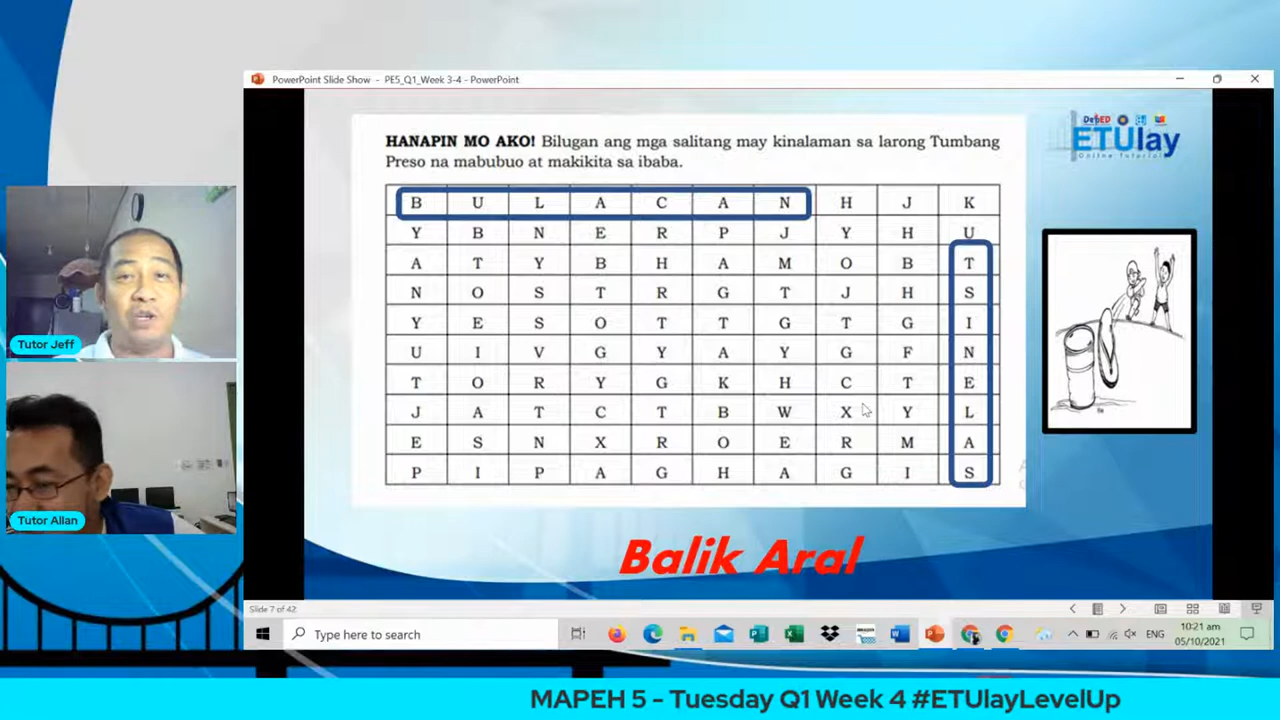 PowerPoint Slide Show - PE5_Q1_Week 3-4 - PowerPoint
HANAPIN MO AKO! Bilugan ang mga salitang may kinalaman sa larong Tumbang
Preso na mabubuo at makikita sa ibaba.
B U L A C A N H J K
Y B N E R P J Y H U
A T Y B H A M O B T
N O S T R G T J H S
Y E S O T T G T G I
U I V G Y A Y G F N
T O R Y G K H C T E
J A T C T B W X Y L
E S N X R O E R M A
P I P A G H A G I S
DepED
ETUlay
Online Tutorial
Tutor Jeff
Tutor Allan
Balik Aral
Slide 7 of 42
Type here to search
ENG
10:21 am
05/10/2021
MAPEH 5 - Tuesday Q1 Week 4 #ETUlayLevelUp